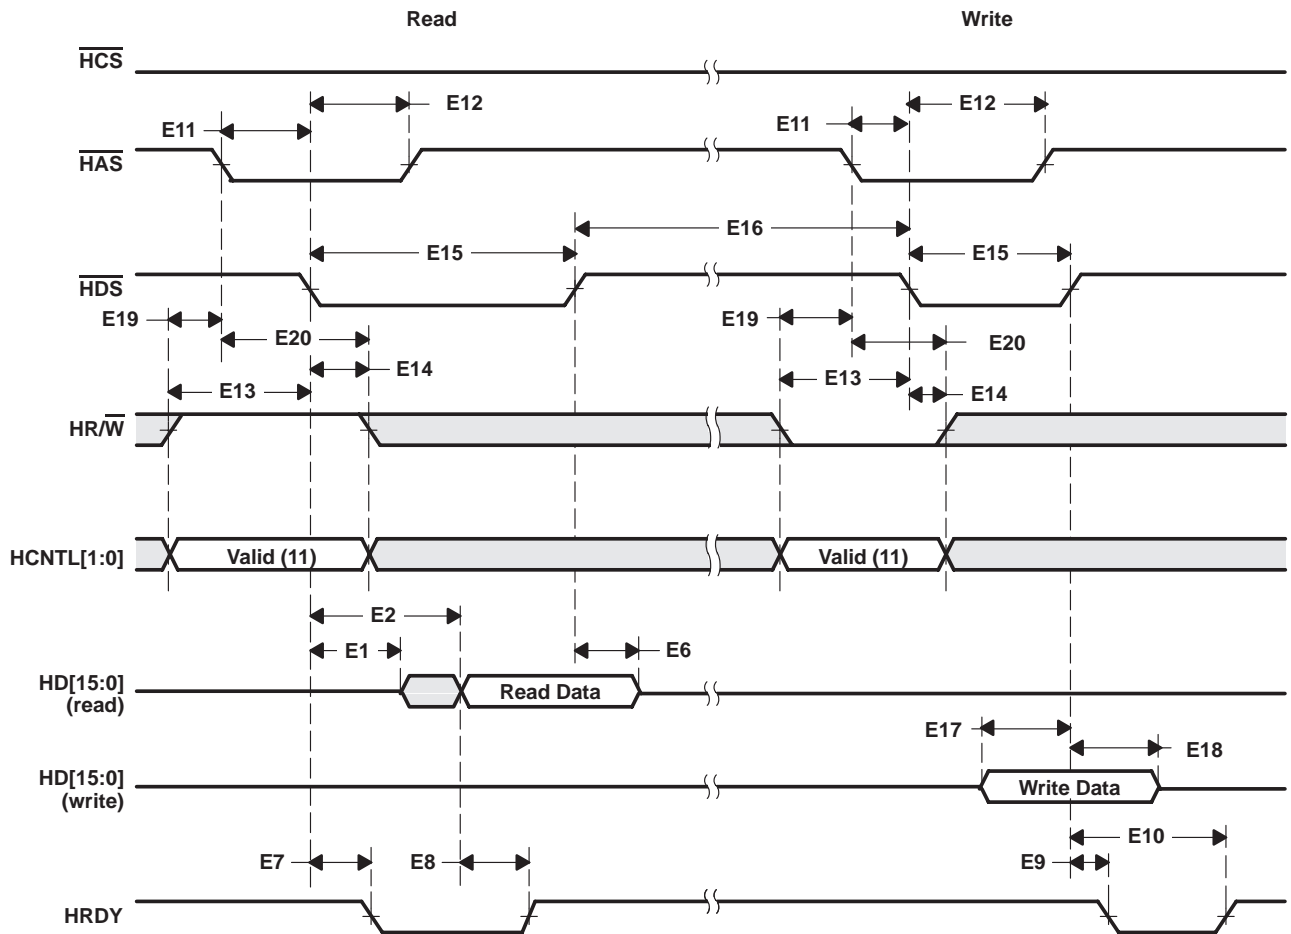 Read Write
HCS
E12 E12
E11 E11
HAS
E16
E15 E15
HDS
E19 E19
E20 E20
E14
E13 E13
E14
HR/W
HCNTL[1:0] Valid (11) Valid (11)
E2
E1 E6
HD[15:0] Read Data
(read)
E17
E18
HD[15:0] Write Data
(write)
E10
E7 E8 E9
HRDY